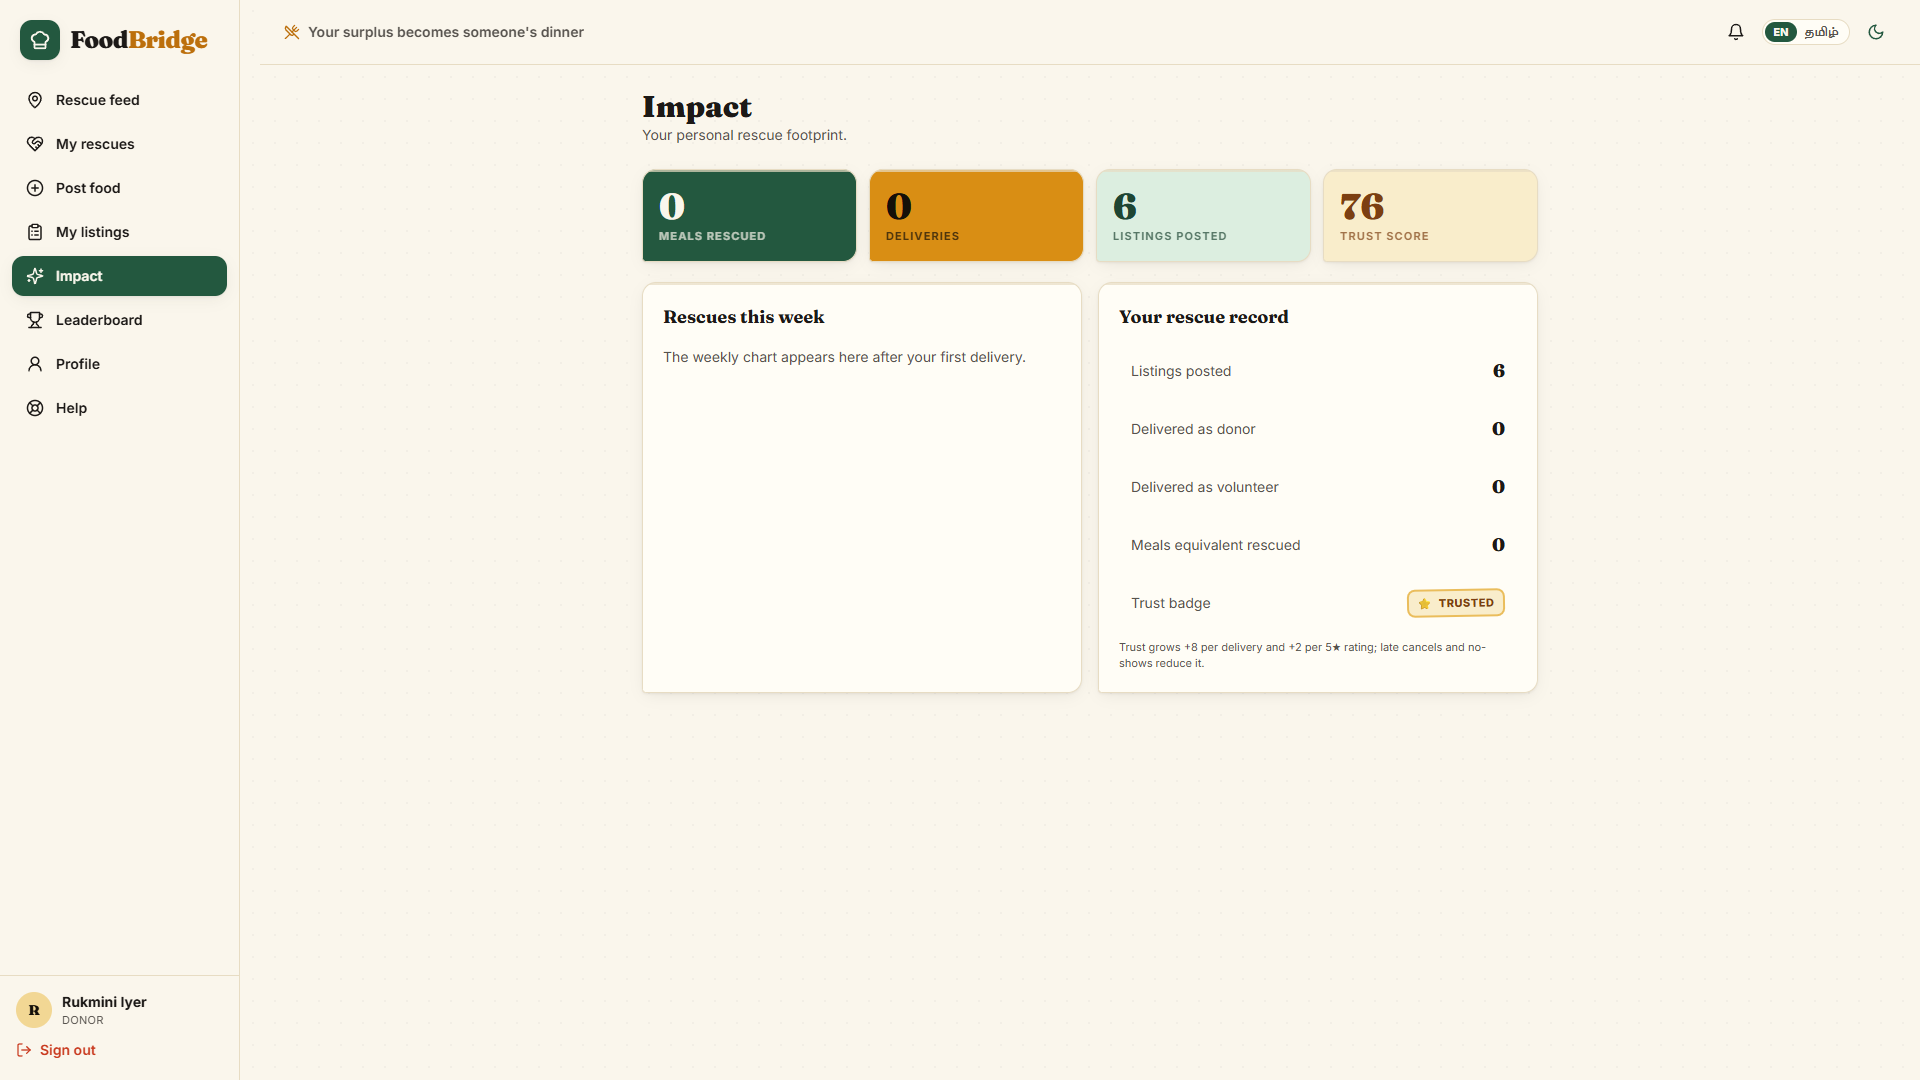 FoodBridge
Rescue feed
My rescues
Post food
My listings
Impact
Leaderboard
Profile
Help
R
Rukmini Iyer
DONOR
Sign out
Your surplus becomes someone's dinner
EN
தமிழ்
Impact
Your personal rescue footprint.
0
MEALS RESCUED
0
DELIVERIES
6
LISTINGS POSTED
76
TRUST SCORE
Rescues this week
The weekly chart appears here after your first delivery.
Your rescue record
Listings posted 6
Delivered as donor 0
Delivered as volunteer 0
Meals equivalent rescued 0
Trust badge ⭐ TRUSTED
Trust grows +8 per delivery and +2 per 5★ rating; late cancels and no-
shows reduce it.